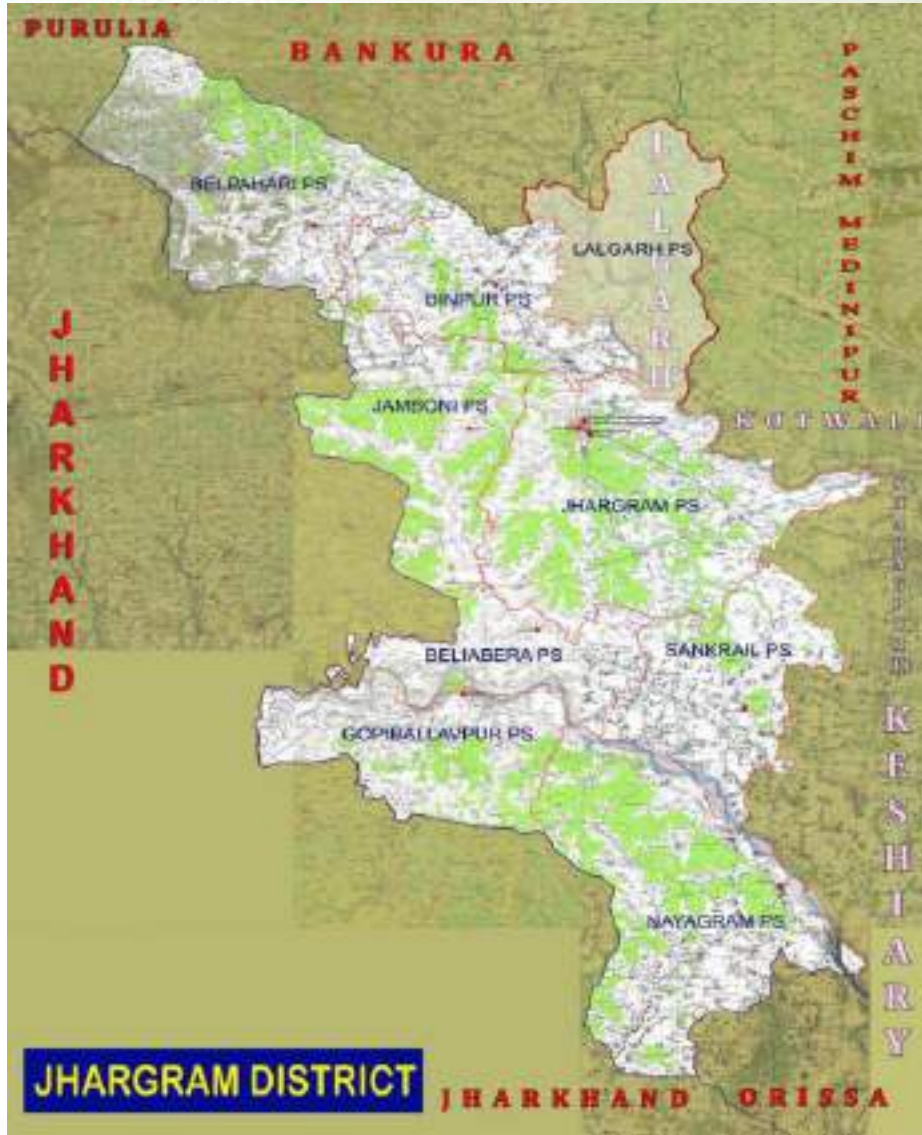 PURULIA
BANKURA
PASCHIM MEDINIPUR
LALGARH
BELPAHARI PS
LALGARH PS
BINPUR PS
JHARKHAND
JAMBONI PS
KOTWALI
JHARGRAM PS
BELIABERA PS
SANKRAIL PS
GOPIBALLAVPUR PS
KESHIARY
NAYAGRAM PS
JHARGRAM DISTRICT
JHARKHAND ORISSA